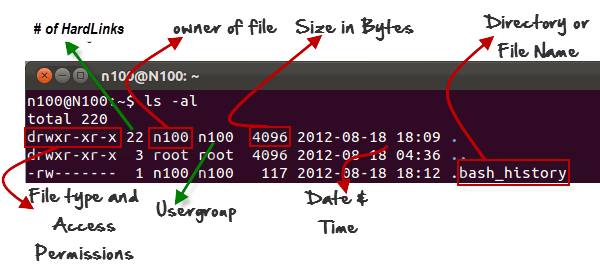 # of HardLinks
owner of file
Size in Bytes
Directory or
File Name
n100@N100: ~
n100@N100:~$ ls -al
total 220
drwxr-xr-x 22 n100 n100 4096 2012-08-18 18:09 .
drwxr-xr-x 3 root root 4096 2012-08-18 04:36 ..
-rw------- 1 n100 n100 117 2012-08-18 18:12 .bash_history
File type and
Access
Permissions
Usergroup
Date &
Time